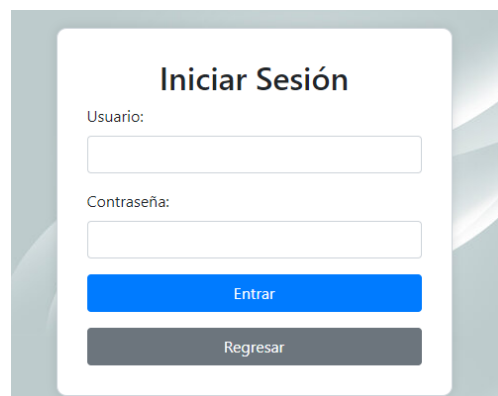 Iniciar Sesión
Usuario:
Contraseña:
Entrar
Regresar